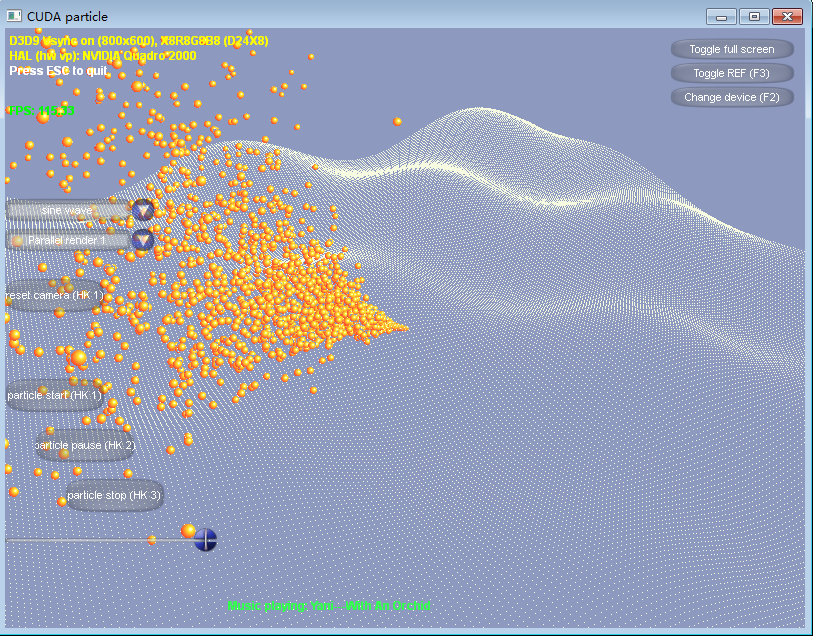 CUDA particle
D3D9 Vsync on (800x600), X8R8G8B8 (D24X8)
HAL (hw vp): NVIDIA Quadro 2000
Press ESC to quit
FPS:
Toggle full screen
Toggle REF (F3)
Change device (F2)
sine wave
Parallel render 1
reset camera (HK 1)
particle start (HK 1)
particle pause (HK 2)
particle stop (HK 3)
Music playing: Yuki - With An Orchid